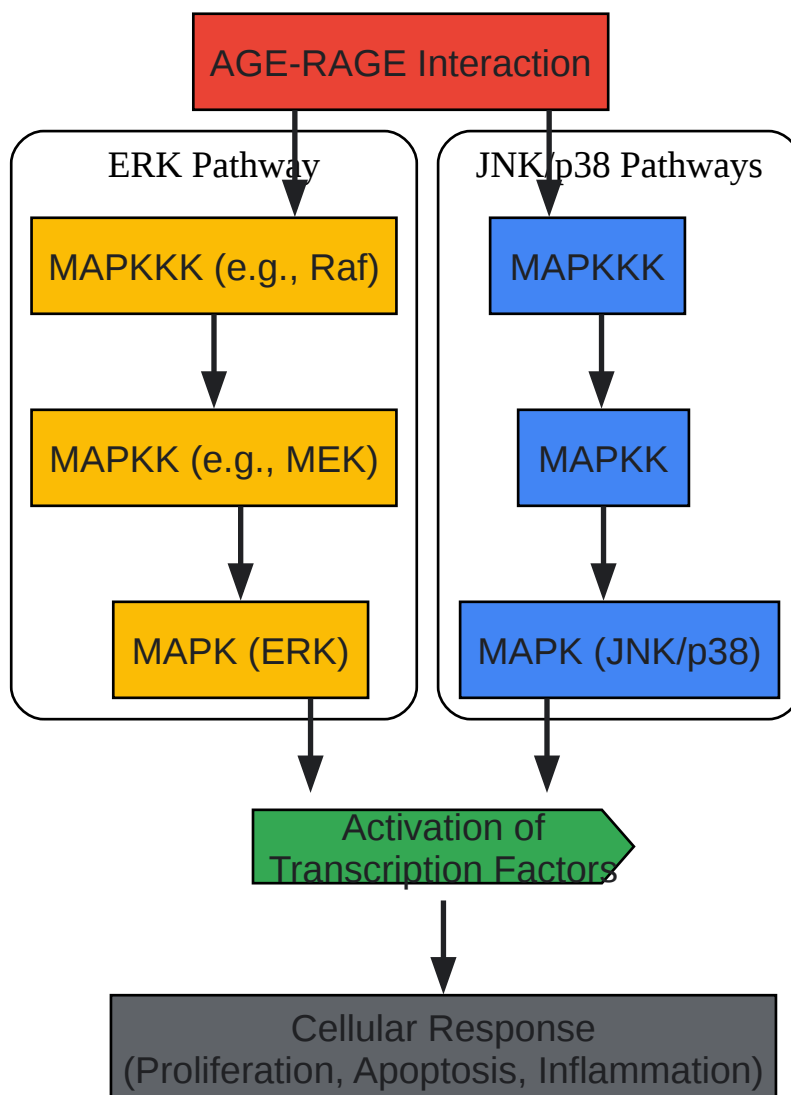 AGE-RAGE Interaction
ERK Pathway
MAPKKK (e.g., Raf)
MAPKK (e.g., MEK)
MAPK (ERK)
JNK/p38 Pathways
MAPKKK
MAPKK
MAPK (JNK/p38)
Activation of
Transcription Factors
Cellular Response
(Proliferation, Apoptosis, Inflammation)